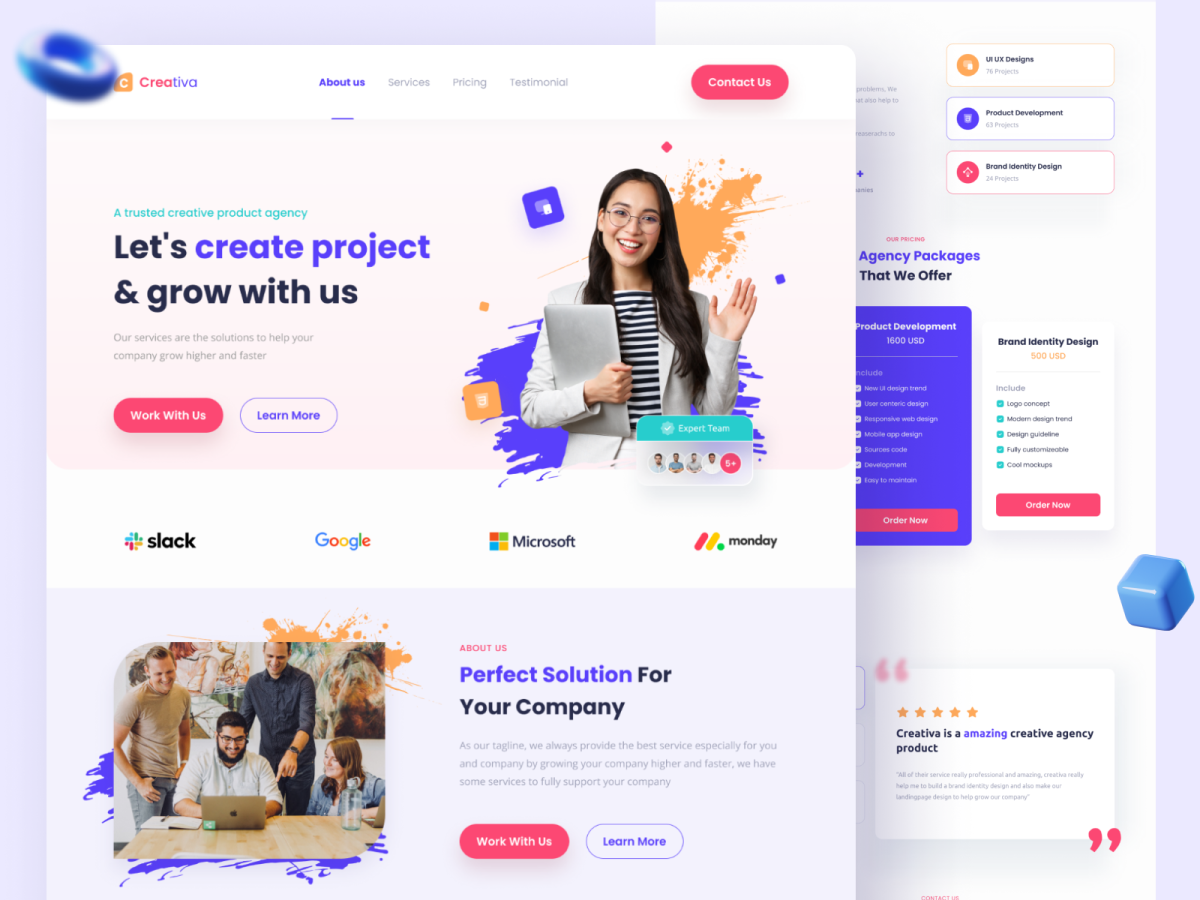 C Creativa
About us
Services
Pricing
Testimonial
Contact Us
A trusted creative product agency
Let's create project
& grow with us
Our services are the solutions to help your
company grow higher and faster
Work With Us
Learn More
Expert Team
5+
slack
Google
Microsoft
monday
ABOUT US
Perfect Solution For
Your Company
As our tagline, we always provide the best service especially for you
and company by growing your company higher and faster, we have
some services to fully support your company
Work With Us
Learn More
problems, We
also help to
to
+
UI UX Designs
76 Projects
Product Development
63 Projects
Brand Identity Design
24 Projects
OUR PRICING
Agency Packages
That We Offer
Product Development
1600 USD
Include
New UI design trend
User centeric design
Responsive web design
Mobile app design
Sources code
Development
Easy to maintain
Order Now
Brand Identity Design
500 USD
Include
Logo concept
Modern design trend
Design guideline
Fully customizeable
Cool mockups
Order Now
Creativa is a amazing creative agency
product
"All of their service really professional and amazing, creativa really
help me to build a brand identity design and also make our
landingpage design to help grow our company"
CONTACT US